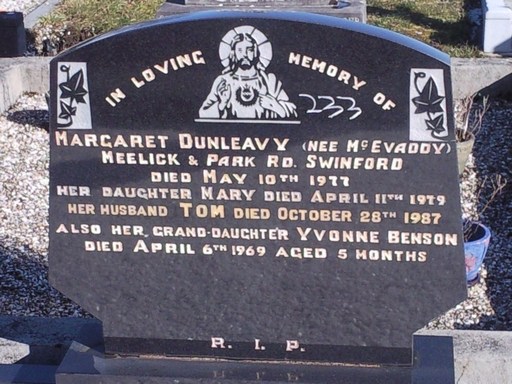 IN LOVING MEMORY OF
233
MARGARET DUNLEAVY (NEE McEVADDY)
MEELICK & PARK RD. SWINFORD
DIED MAY 10TH 1977
HER DAUGHTER MARY DIED APRIL 11TH 1979
HER HUSBAND TOM DIED OCTOBER 28TH 1987
ALSO HER GRAND-DAUGHTER YVONNE BENSON
DIED APRIL 6TH 1969 AGED 5 MONTHS
R. I. P.